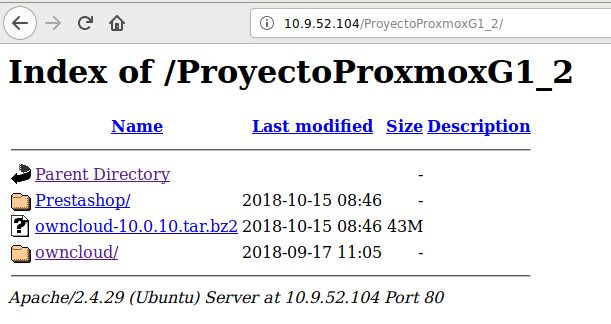 10.9.52.104/ProyectoProxmoxG1_2/
Index of /ProyectoProxmoxG1_2
Name Last modified Size Description
Parent Directory -
Prestashop/ 2018-10-15 08:46 -
? owncloud-10.0.10.tar.bz2 2018-10-15 08:46 43M
owncloud/ 2018-09-17 11:05 -
Apache/2.4.29 (Ubuntu) Server at 10.9.52.104 Port 80